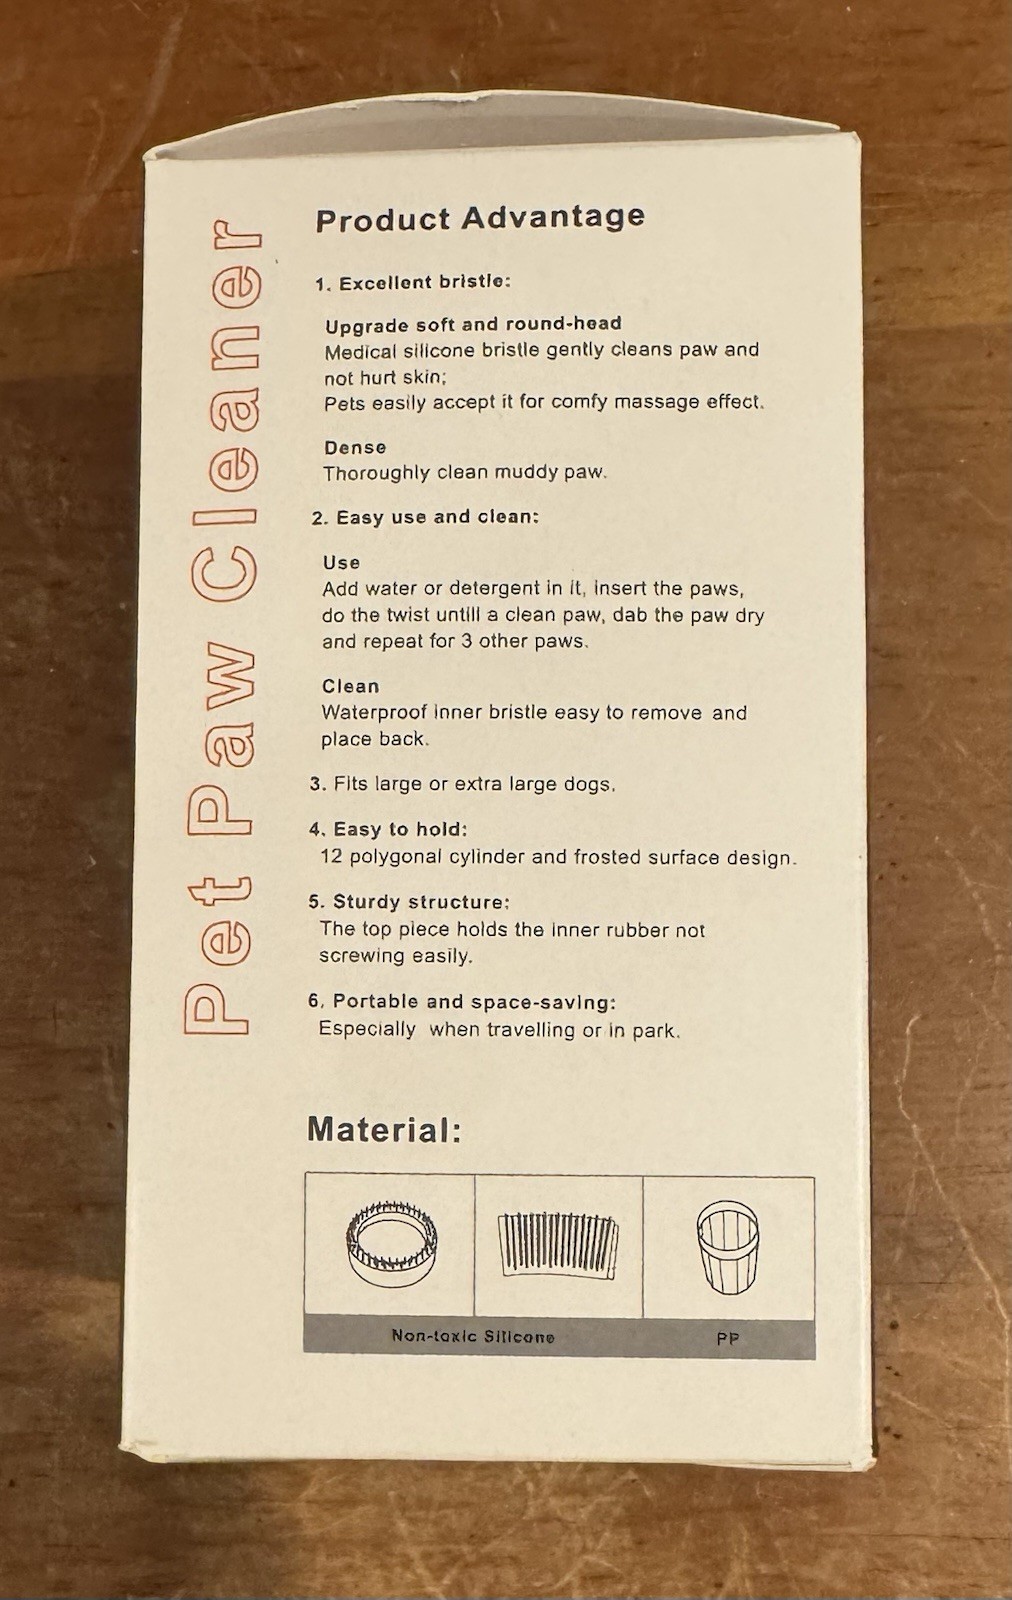 Pet Paw Cleaner
Product Advantage
1. Excellent bristle:
Upgrade soft and round-head
Medical silicone bristle gently cleans paw and
not hurt skin;
Pets easily accept it for comfy massage effect.
Dense
Thoroughly clean muddy paw.
2. Easy use and clean:
Use
Add water or detergent in it, insert the paws,
do the twist untill a clean paw, dab the paw dry
and repeat for 3 other paws.
Clean
Waterproof inner bristle easy to remove and
place back.
3. Fits large or extra large dogs.
4. Easy to hold:
12 polygonal cylinder and frosted surface design.
5. Sturdy structure:
The top piece holds the inner rubber not
screwing easily.
6. Portable and space-saving:
Especially when travelling or in park.
Material:
Non-toxic Silicone
PP